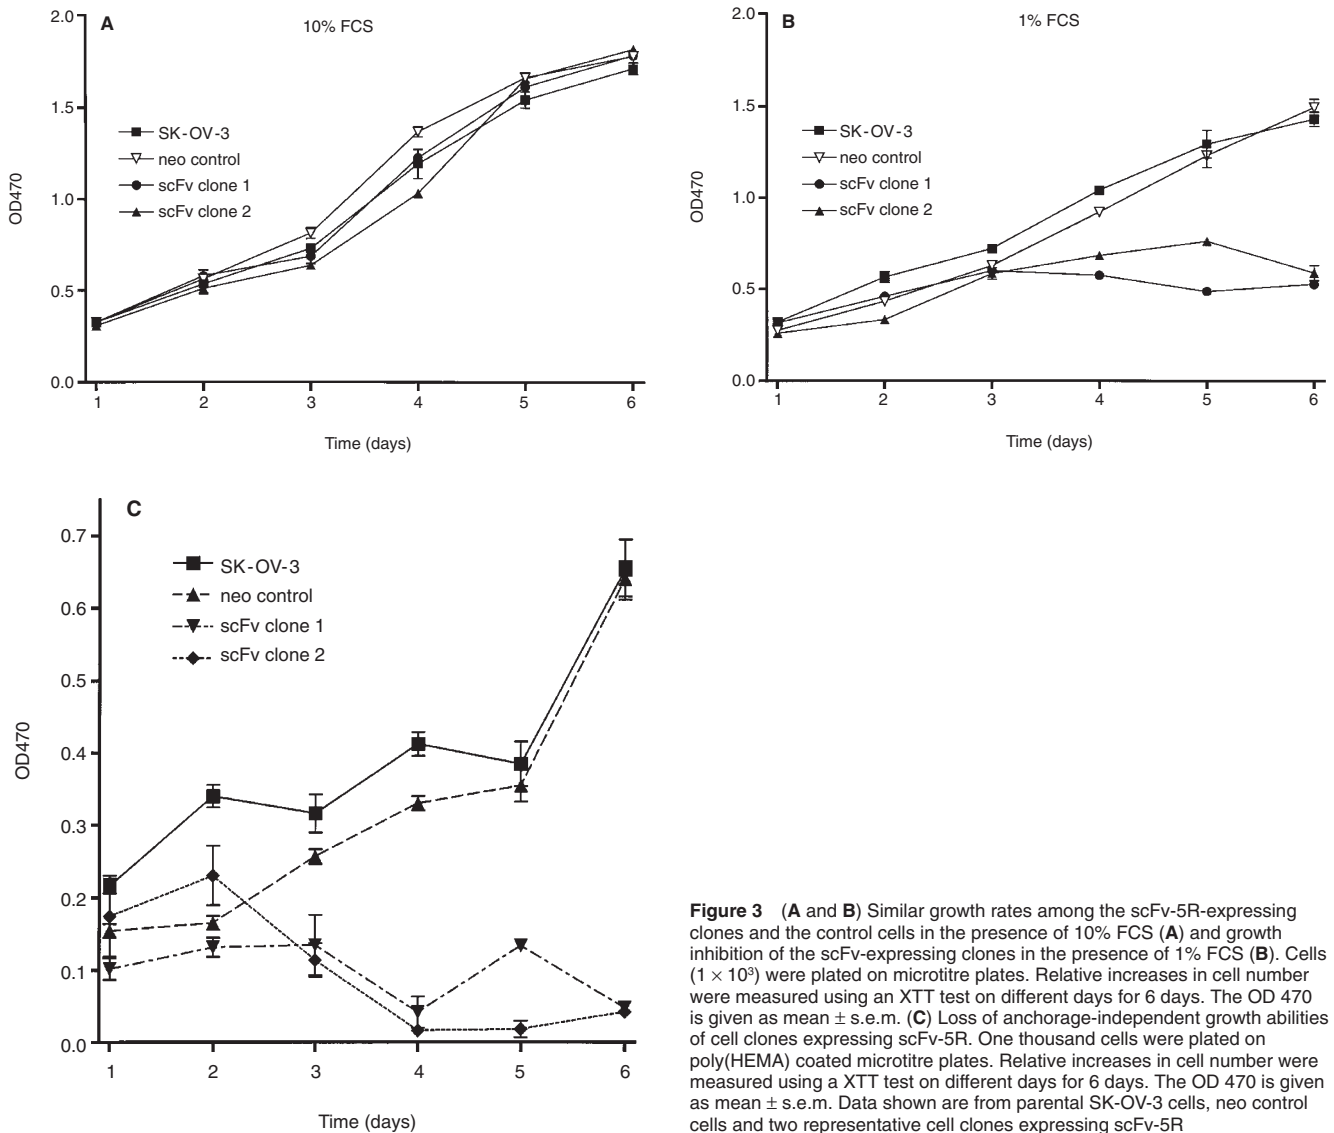 A
10% FCS
2.0
1.5
1.0
0.5
0.0
OD470
SK-OV-3
neo control
scFv clone 1
scFv clone 2
1 2 3 4 5 6
Time (days)
B
1% FCS
2.0
1.5
1.0
0.5
0.0
OD470
SK-OV-3
neo control
scFv clone 1
scFv clone 2
1 2 3 4 5 6
Time (days)
C
0.7
0.6
0.5
0.4
0.3
0.2
0.1
0.0
OD470
SK-OV-3
neo control
scFv clone 1
scFv clone 2
1 2 3 4 5 6
Time (days)
Figure 3 (A and B) Similar growth rates among the scFv-5R-expressing
clones and the control cells in the presence of 10% FCS (A) and growth
inhibition of the scFv-expressing clones in the presence of 1% FCS (B). Cells
(1 × 10³) were plated on microtitre plates. Relative increases in cell number
were measured using an XTT test on different days for 6 days. The OD 470
is given as mean ± s.e.m. (C) Loss of anchorage-independent growth abilities
of cell clones expressing scFv-5R. One thousand cells were plated on
poly(HEMA) coated microtitre plates. Relative increases in cell number were
measured using a XTT test on different days for 6 days. The OD 470 is given
as mean ± s.e.m. Data shown are from parental SK-OV-3 cells, neo control
cells and two representative cell clones expressing scFv-5R